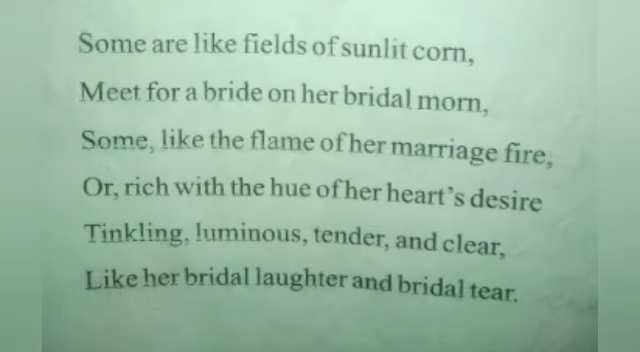 Some are like fields of sunlit corn,
Meet for a bride on her bridal morn,
Some, like the flame of her marriage fire,
Or, rich with the hue of her heart's desire
Tinkling, luminous, tender, and clear,
Like her bridal laughter and bridal tear.